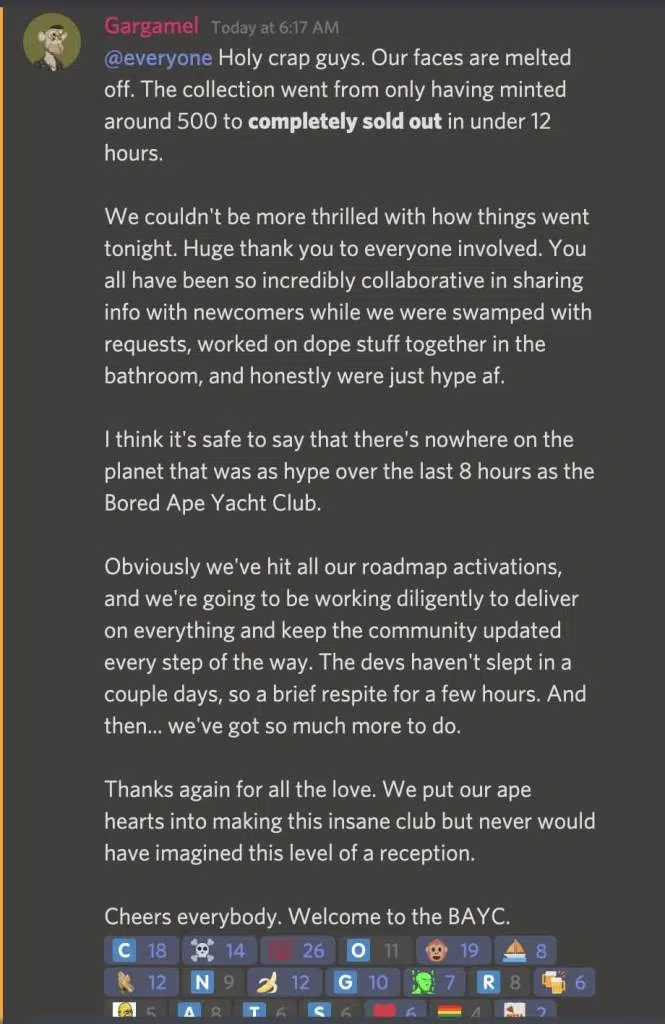 Gargamel Today at 6:17 AM
@everyone Holy crap guys. Our faces are melted
off. The collection went from only having minted
around 500 to completely sold out in under 12
hours.
We couldn't be more thrilled with how things went
tonight. Huge thank you to everyone involved. You
all have been so incredibly collaborative in sharing
info with newcomers while we were swamped with
requests, worked on dope stuff together in the
bathroom, and honestly were just hype af.
I think it's safe to say that there's nowhere on the
planet that was as hype over the last 8 hours as the
Bored Ape Yacht Club.
Obviously we've hit all our roadmap activations,
and we're going to be working diligently to deliver
on everything and keep the community updated
every step of the way. The devs haven't slept in a
couple days, so a brief respite for a few hours. And
then... we've got so much more to do.
Thanks again for all the love. We put our ape
hearts into making this insane club but never would
have imagined this level of a reception.
Cheers everybody. Welcome to the BAYC.
C 18 14 26 O 11 19 8
12 N 9 12 G 10 7 R 8 6
5 A 8 T 6 S 6 6 4 2